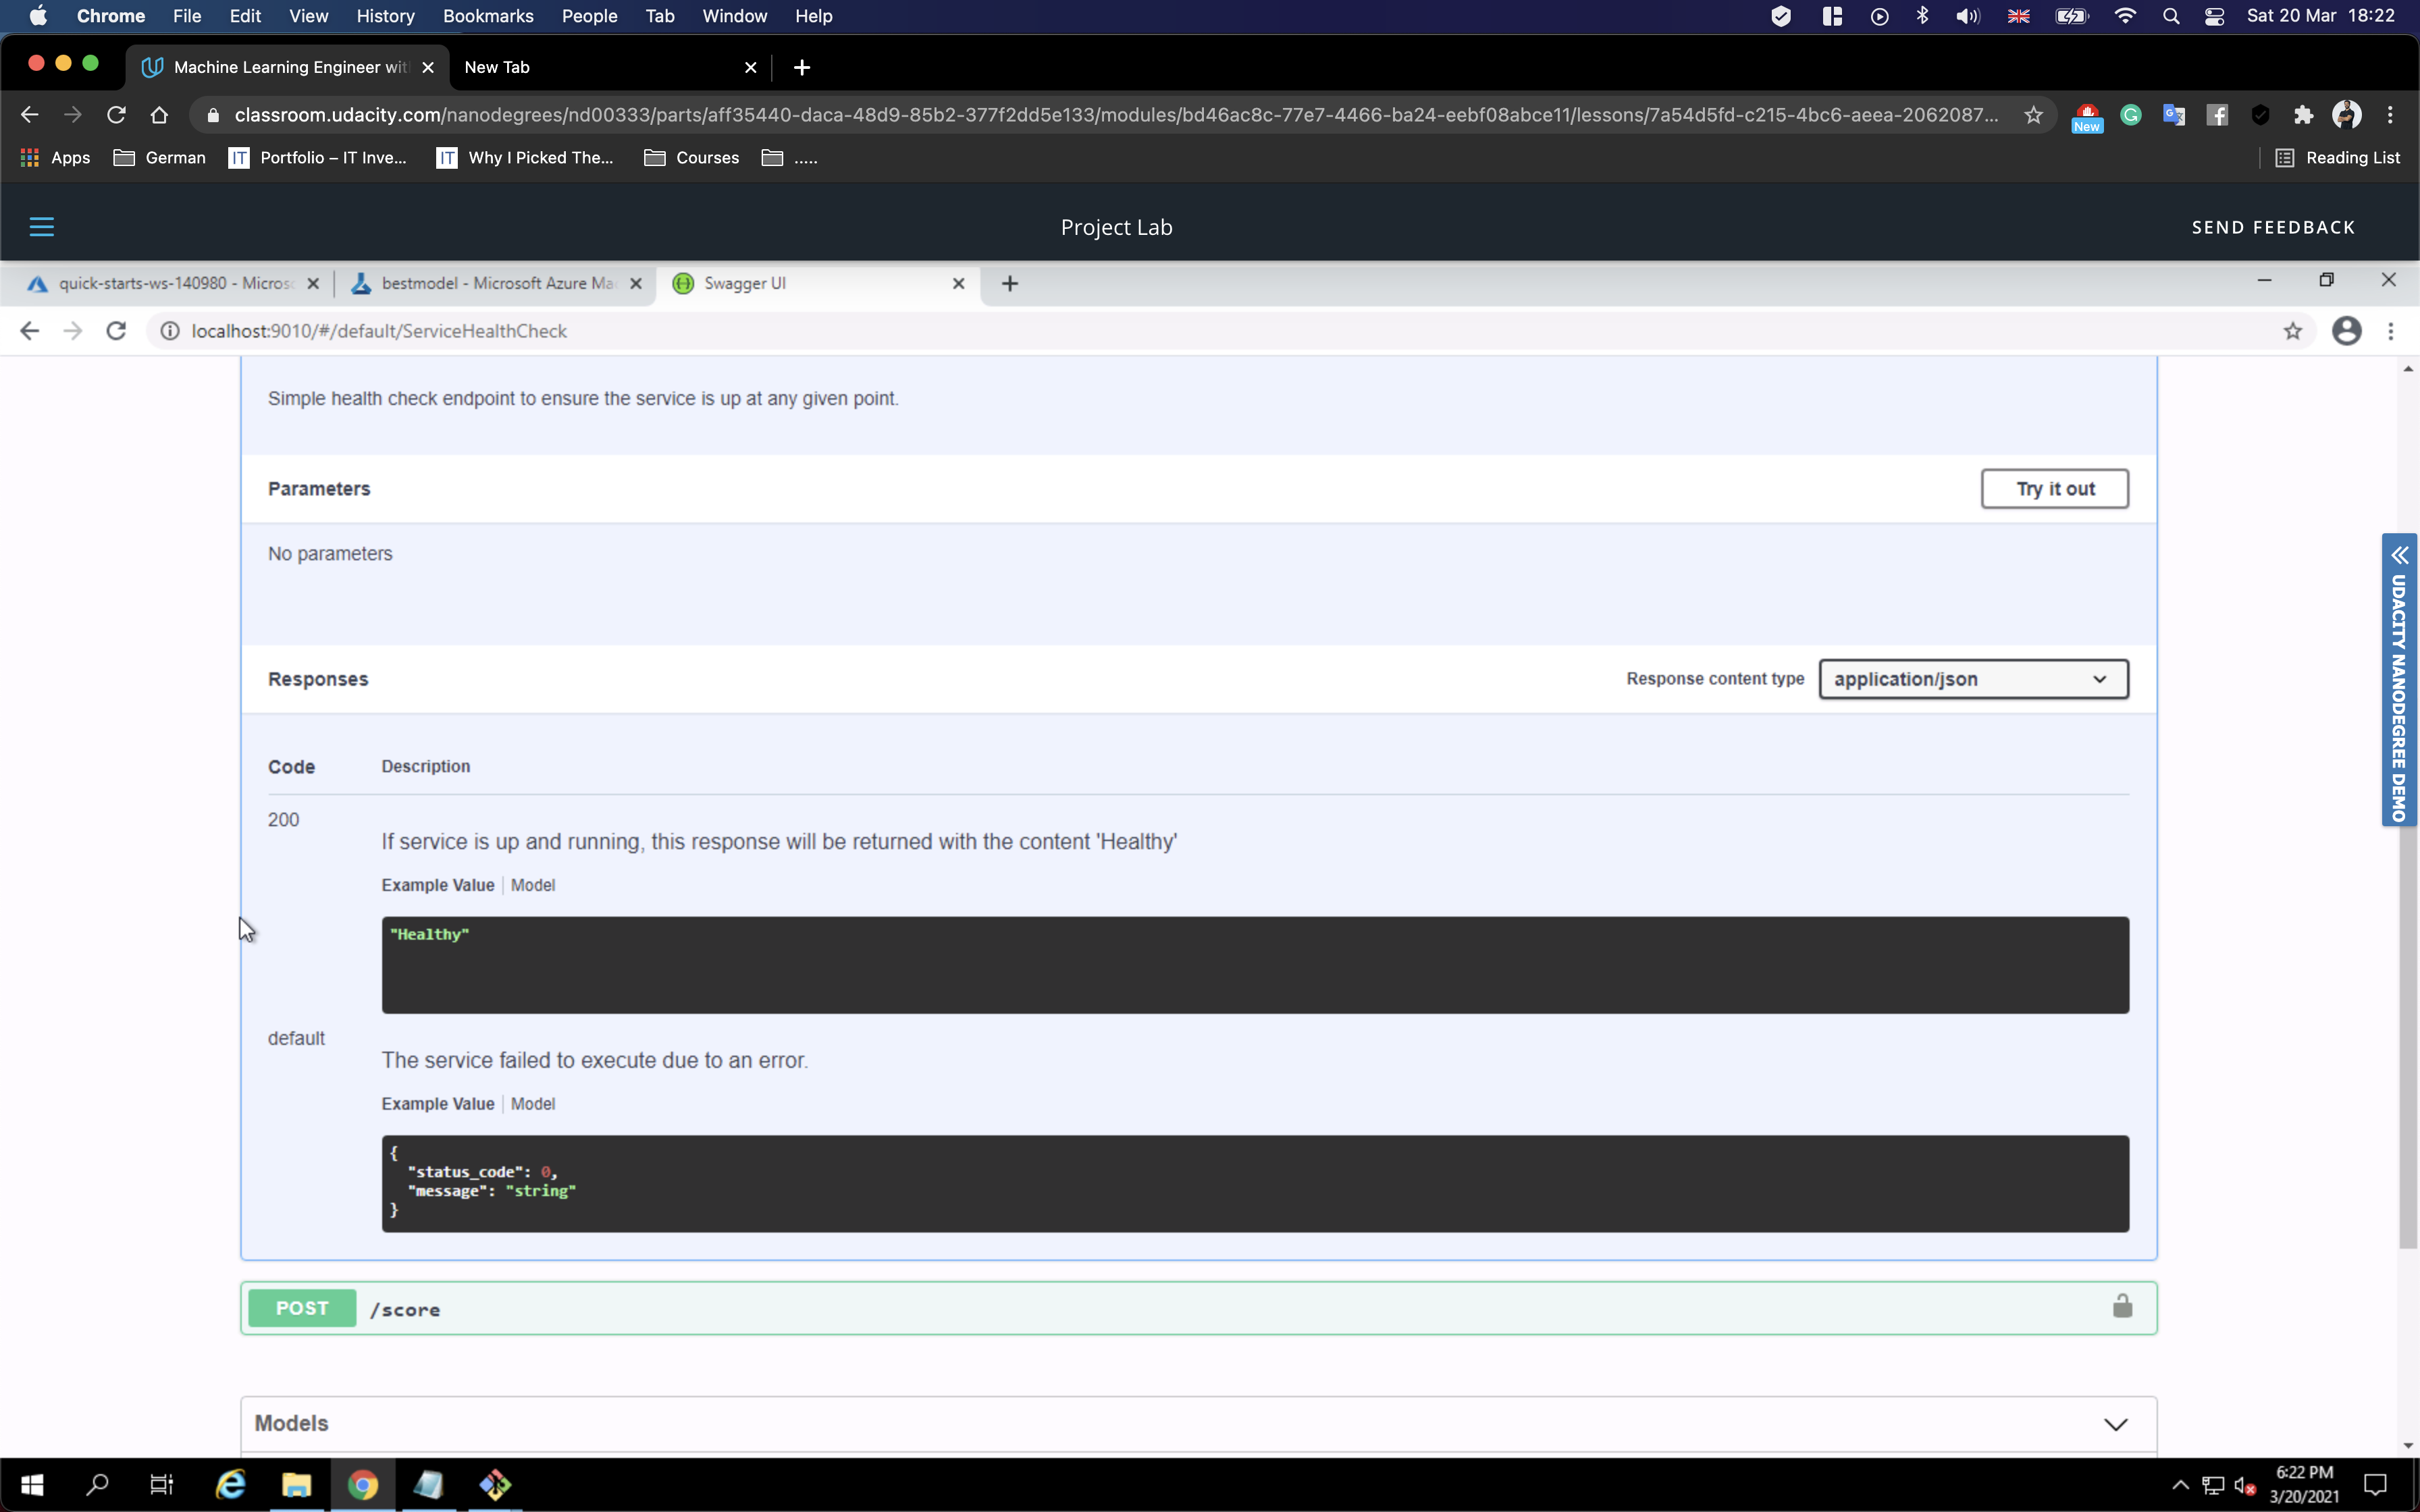 Chrome File Edit View History Bookmarks People Tab Window Help Sat 20 Mar 18:22
Machine Learning Engineer wit New Tab
classroom.udacity.com/nanodegrees/nd00333/parts/aff35440-daca-48d9-85b2-377f2dd5e133/modules/bd46ac8c-77e7-4466-ba24-eebf08abce11/lessons/7a54d5fd-c215-4bc6-aeea-2062087...
New
Apps German IT Portfolio – IT Inve... IT Why I Picked The... Courses ..... Reading List
Project Lab SEND FEEDBACK
quick-starts-ws-140980 - Micros bestmodel - Microsoft Azure Ma Swagger UI
localhost:9010/#/default/ServiceHealthCheck
Simple health check endpoint to ensure the service is up at any given point.
Parameters Try it out
No parameters
Responses Response content type application/json
Code Description
200
If service is up and running, this response will be returned with the content 'Healthy'
Example Value Model
"Healthy"
default
The service failed to execute due to an error.
Example Value Model
{
"status_code": 0,
"message": "string"
}
POST /score
Models
UDACITY NANODEGREE DEMO
6:22 PM
3/20/2021